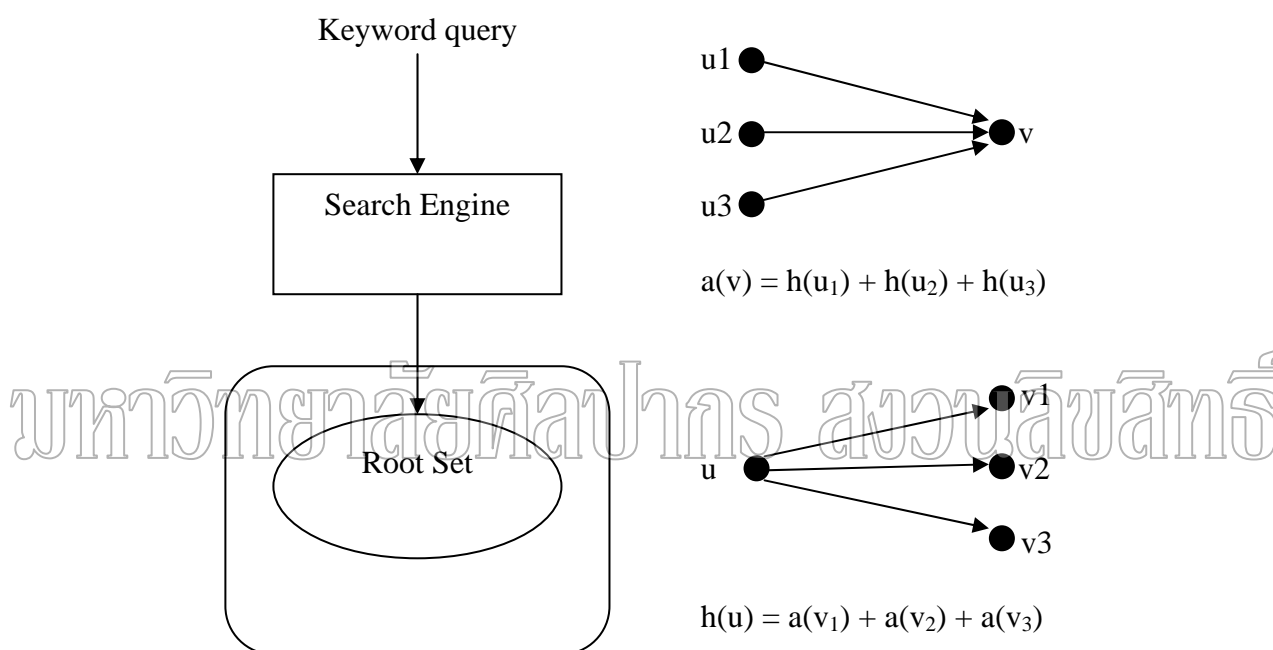 Keyword query
Search Engine
Root Set
u1
u2
u3
v
a(v) = h(u₁) + h(u₂) + h(u₃)
u
v1
v2
v3
h(u) = a(v₁) + a(v₂) + a(v₃)
มหาวิทยาลัยศิลปากร สงวนลิขสิทธิ์